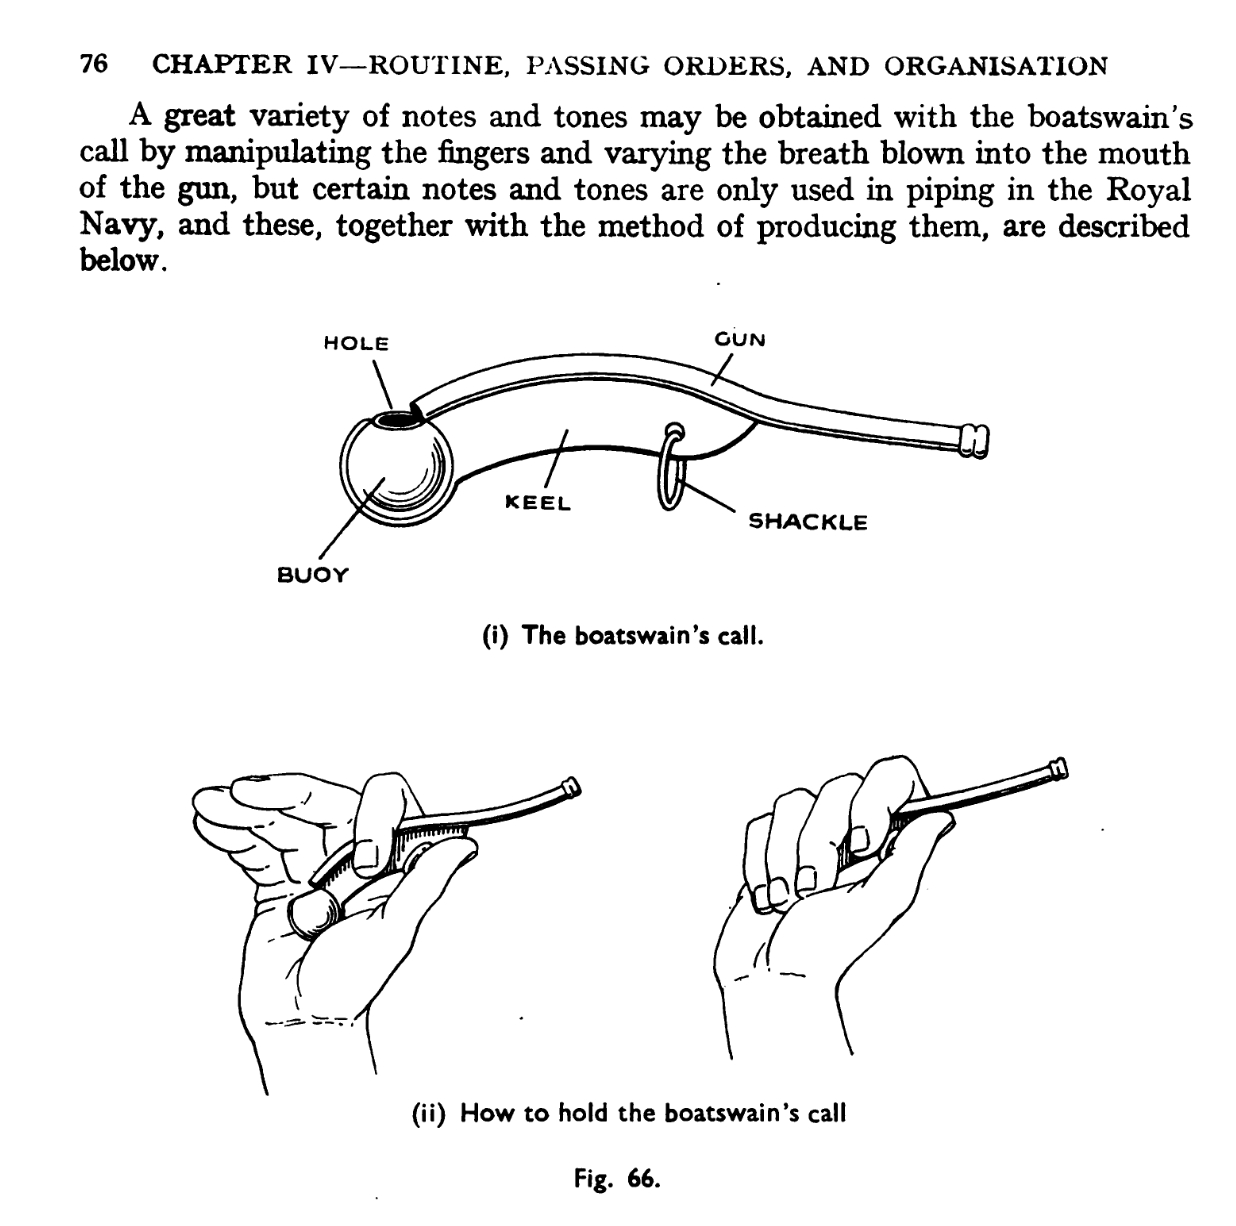 76 CHAPTER IV—ROUTINE, PASSING ORDERS, AND ORGANISATION
A great variety of notes and tones may be obtained with the boatswain's
call by manipulating the fingers and varying the breath blown into the mouth
of the gun, but certain notes and tones are only used in piping in the Royal
Navy, and these, together with the method of producing them, are described
below.
HOLE
GUN
KEEL
SHACKLE
BUOY
(i) The boatswain's call.
(ii) How to hold the boatswain's call
Fig. 66.